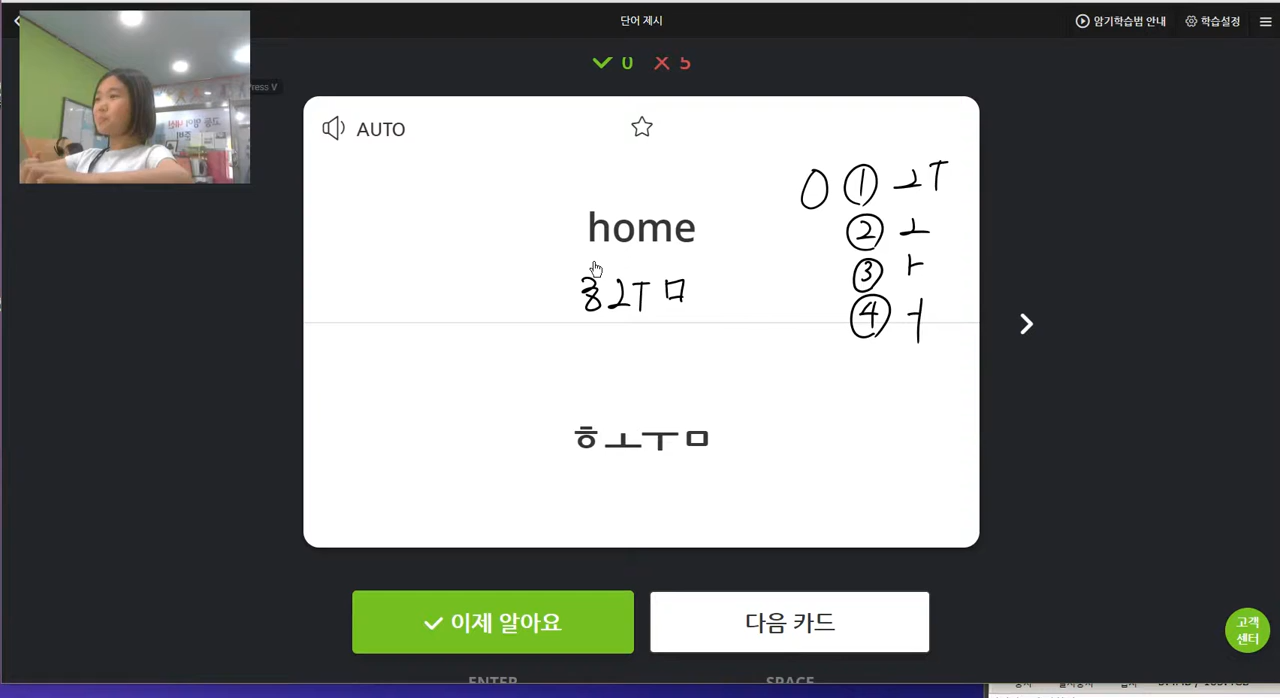 단어 제시
암기학습법 안내
학습설정
ress V
0 5
AUTO
home
ㅎㅗㅜㅁ
O ① ㅗㅜ
② ㅗ
③ ㅏ
④ ㅓ
ㅎㅗㅜㅁ
이제 알아요
다음 카드
고객
센터
ENTER
SPACE